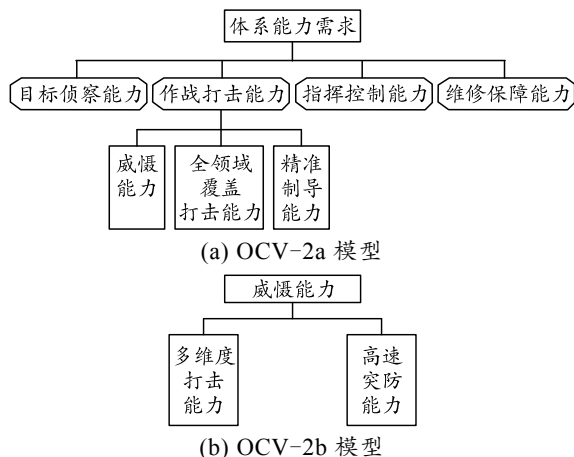 体系能力需求
目标侦察能力 作战打击能力 指挥控制能力 维修保障能力
威慑
能力
全领域
覆盖
打击能力
精准
制导
能力
(a) OCV-2a 模型
威慑能力
多维度
打击
能力
高速
突防
能力
(b) OCV-2b 模型